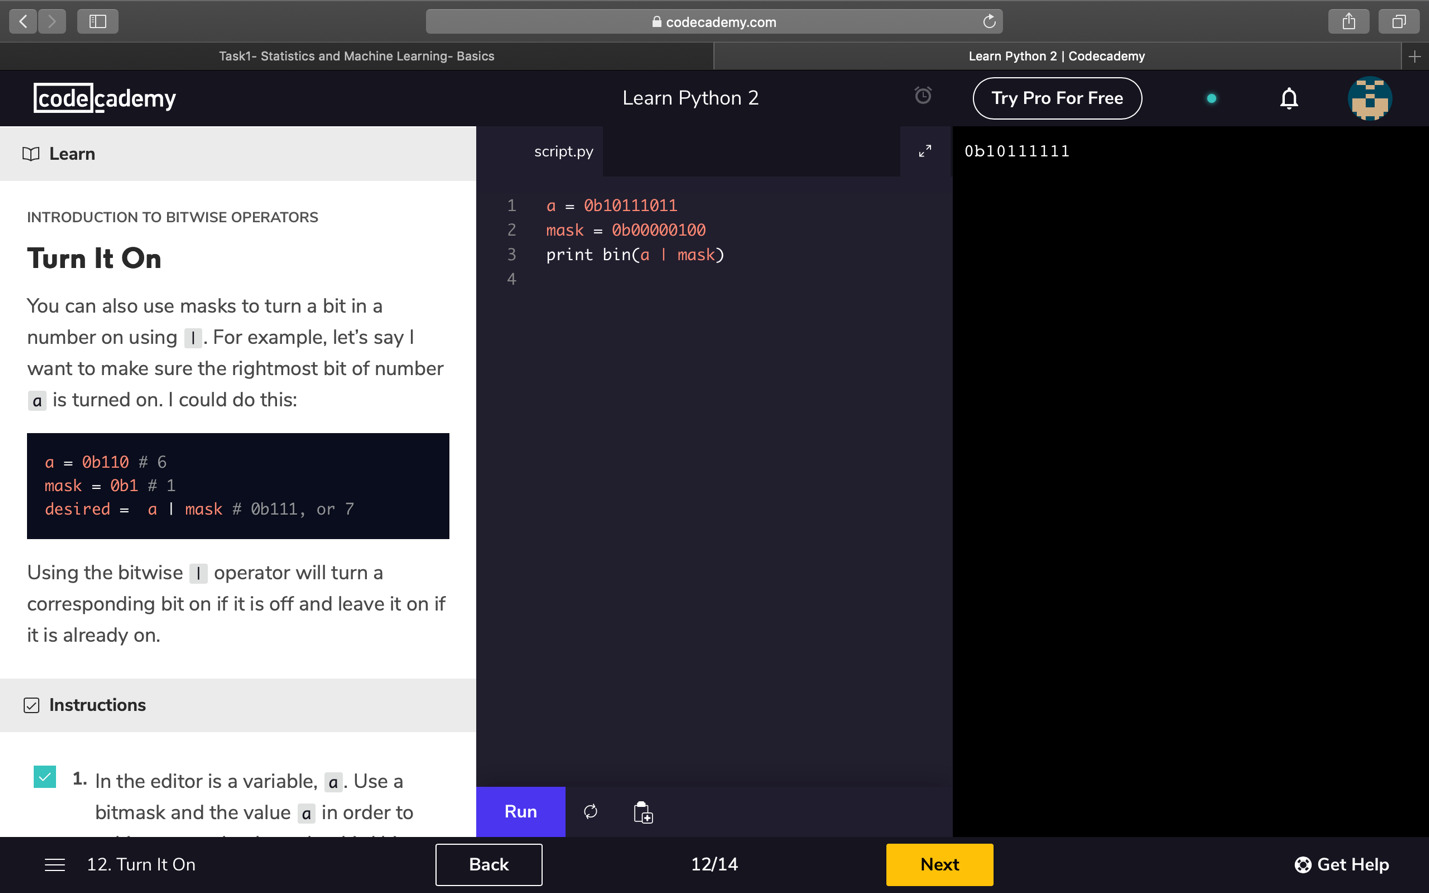 codecademy.com
Task1- Statistics and Machine Learning- Basics
Learn Python 2 | Codecademy
codecademy
Learn Python 2
Try Pro For Free
Learn
INTRODUCTION TO BITWISE OPERATORS
Turn It On
You can also use masks to turn a bit in a
number on using |. For example, let's say I
want to make sure the rightmost bit of number
a is turned on. I could do this:
a = 0b110 # 6
mask = 0b1 # 1
desired =  a | mask # 0b111, or 7
Using the bitwise | operator will turn a
corresponding bit on if it is off and leave it on if
it is already on.
Instructions
1. In the editor is a variable, a. Use a
bitmask and the value a in order to
script.py
1 a = 0b10111011
2 mask = 0b00000100
3 print bin(a | mask)
4
Run
0b10111111
12. Turn It On
Back
12/14
Next
Get Help